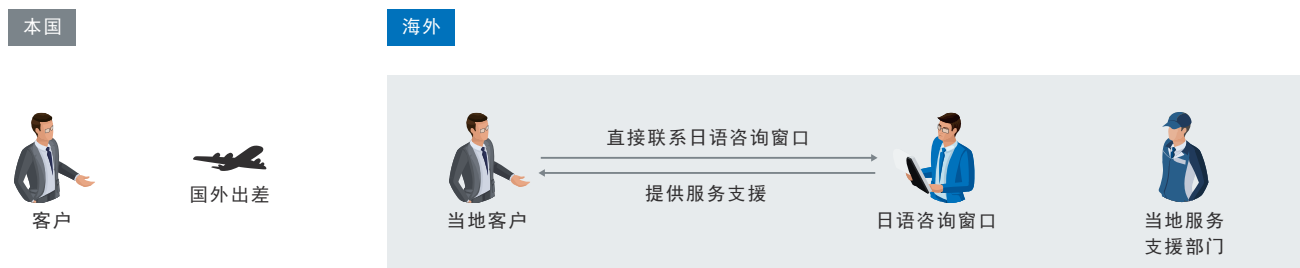 本国
海外
直接联系日语咨询窗口
提供服务支援
国外出差
客户
当地客户
日语咨询窗口
当地服务
支援部门